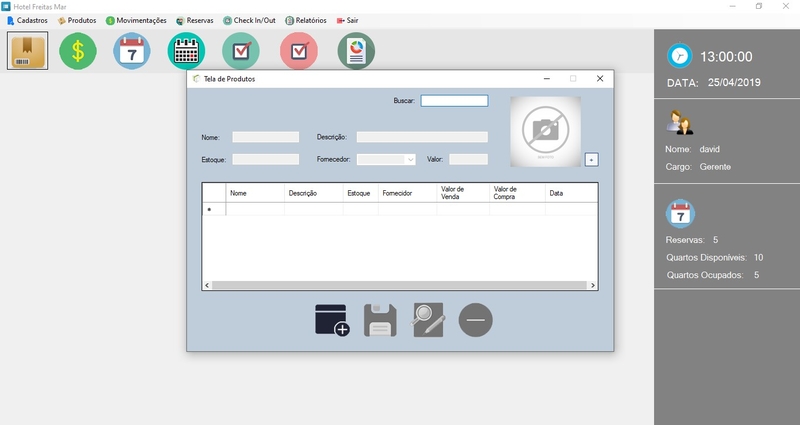 Hotel Freitas Mar
Cadastros Produtos Movimentações Reservas Check In/Out Relatórios Sair
7
13:00:00
DATA: 25/04/2019
Nome: david
Cargo: Gerente
7
Reservas: 5
Quartos Disponíveis: 10
Quartos Ocupados: 5
Tela de Produtos
Buscar:
Nome: Descrição:
Estoque: Fornecedor: Valor: +
Nome Descrição Estoque Fornecidor Valor de Venda Valor de Compra Data